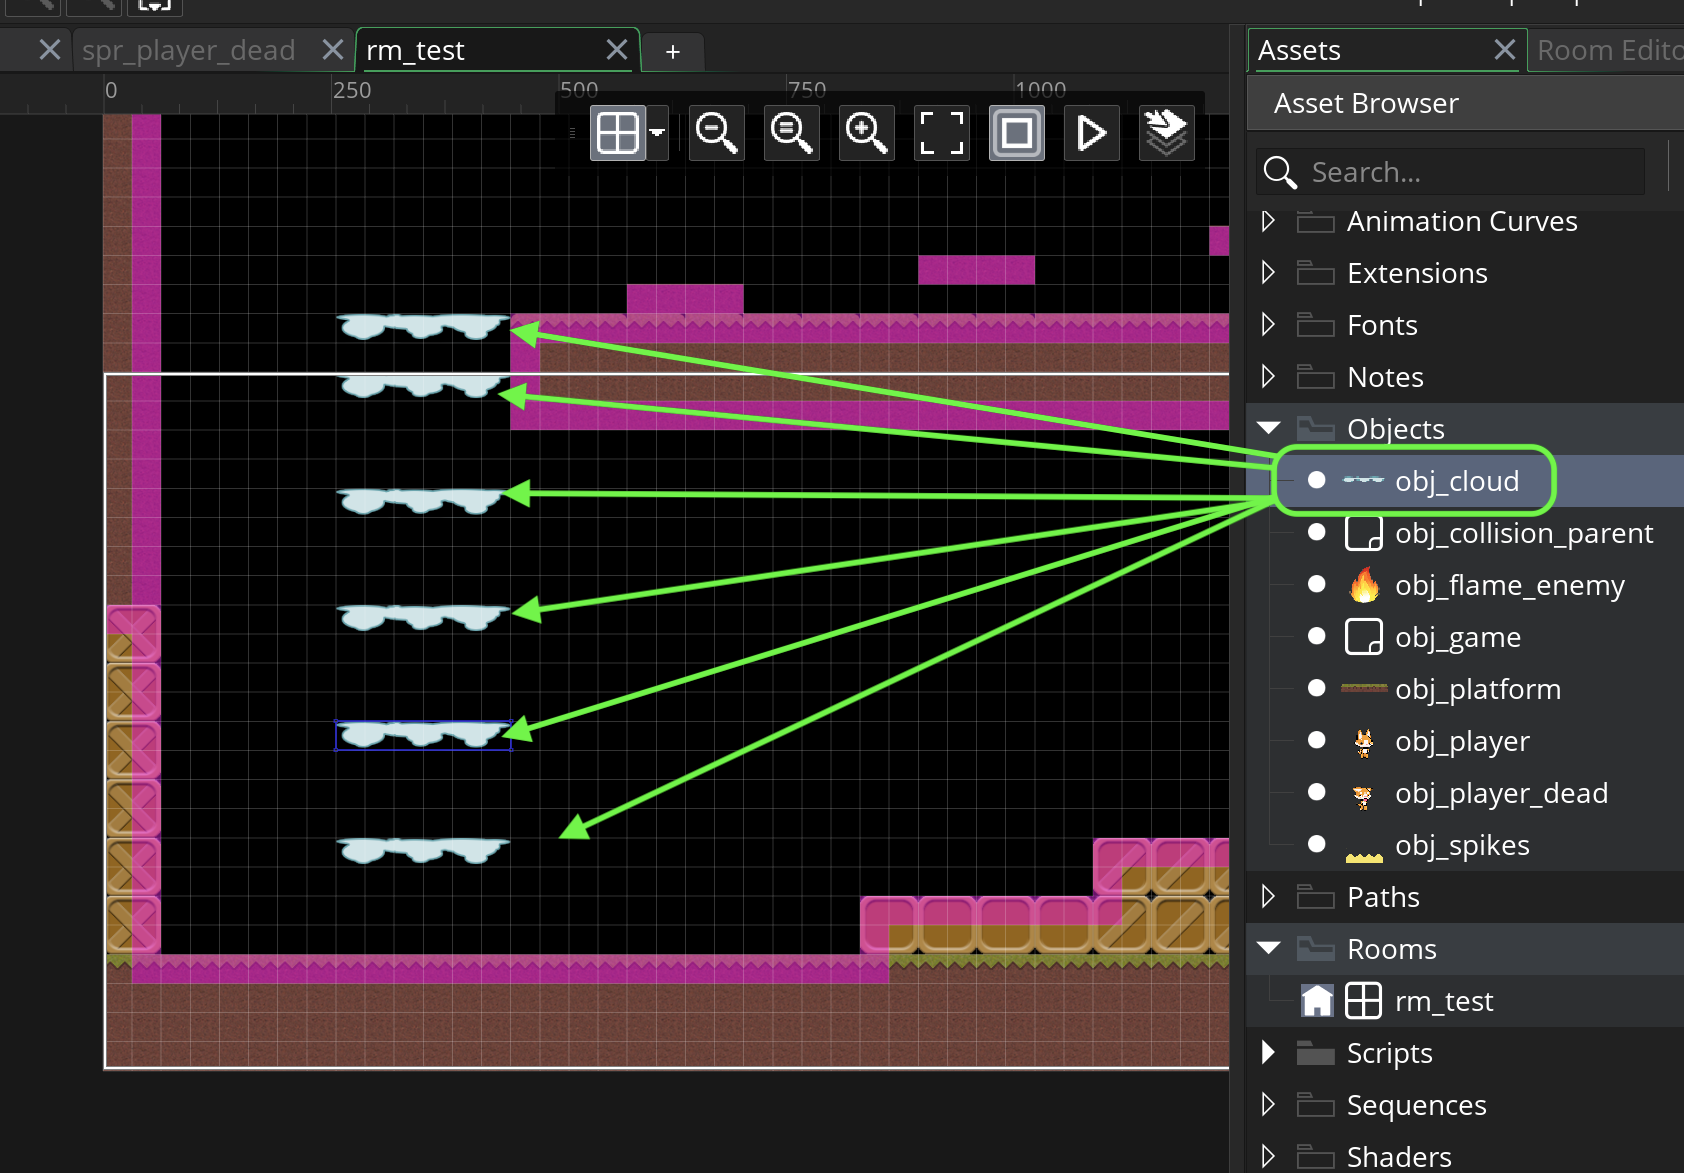 spr_player_dead
rm_test
+
Assets
Room Edito
0
250
500
750
1000
Asset Browser
Search...
Animation Curves
Extensions
Fonts
Notes
Objects
obj_cloud
obj_collision_parent
obj_flame_enemy
obj_game
obj_platform
obj_player
obj_player_dead
obj_spikes
Paths
Rooms
rm_test
Scripts
Sequences
Shaders